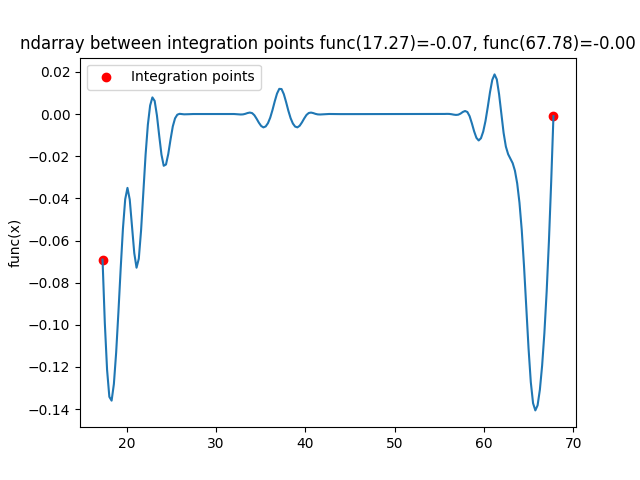 ndarray between integration points func(17.27)=-0.07, func(67.78)=-0.00
Integration points
func(x)
0.02
0.00
−0.02
−0.04
−0.06
−0.08
−0.10
−0.12
−0.14
20 30 40 50 60 70